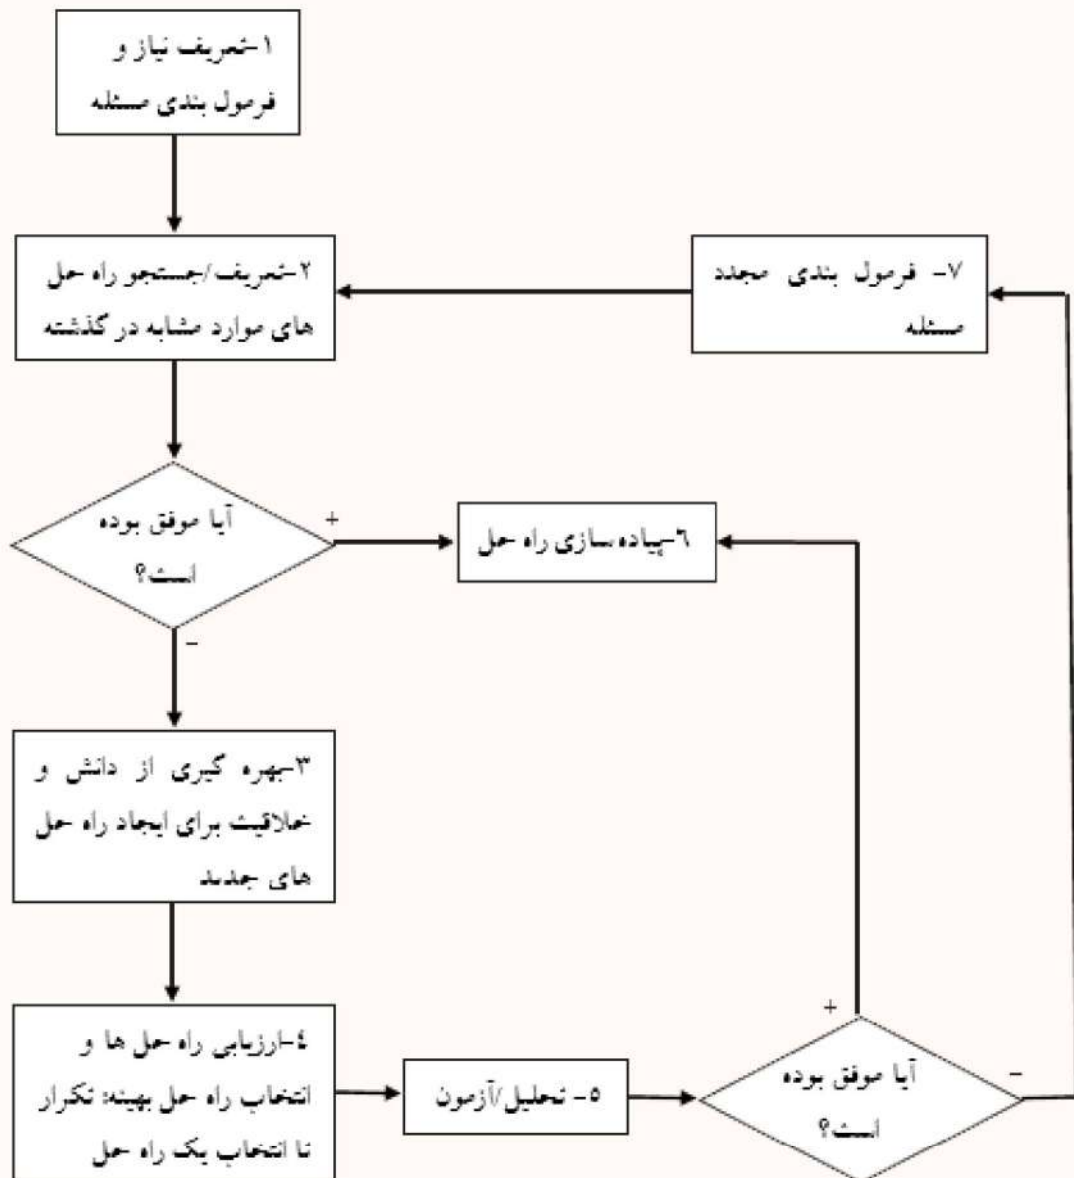 ۱-تعریف نیاز و
فرمول بندی مسئله
۲-تعریف/جستجو راه حل
های موارد مشابه در گذشته
۷- فرمول بندی مجدد
مسئله
آیا موفق بوده
است؟
+
-
۶-پیاده سازی راه حل
۳-بهره گیری از دانش و
خلاقیت برای ایجاد راه حل
های جدید
۴-ارزیابی راه حل ها و
انتخاب راه حل بهینه: تکرار
تا انتخاب یک راه حل
۵- تحلیل/آزمون
آیا موفق بوده
است؟
+
-